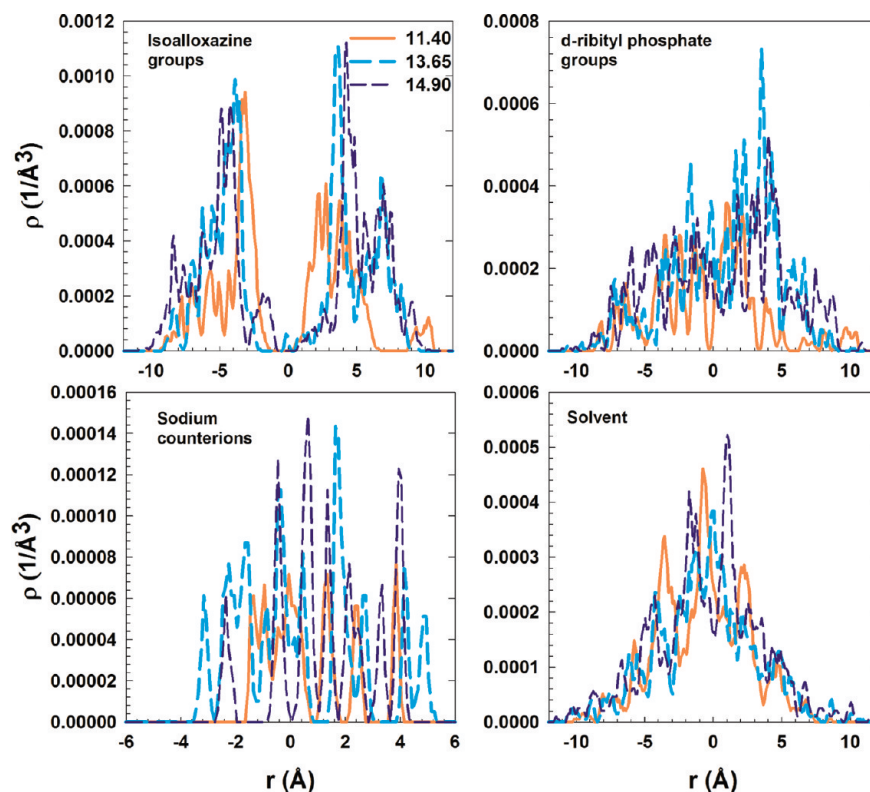 Isoalloxazine
groups
11.40
13.65
14.90
ρ (1/Å³)
0.0012
0.0010
0.0008
0.0006
0.0004
0.0002
0.0000
-10 -5 0 5 10
d-ribityl phosphate
groups
0.0008
0.0006
0.0004
0.0002
0.0000
-10 -5 0 5 10
Sodium
counterions
ρ (1/Å³)
0.00016
0.00014
0.00012
0.00010
0.00008
0.00006
0.00004
0.00002
0.00000
-6 -4 -2 0 2 4 6
r (Å)
Solvent
0.0006
0.0005
0.0004
0.0003
0.0002
0.0001
0.0000
-10 -5 0 5 10
r (Å)